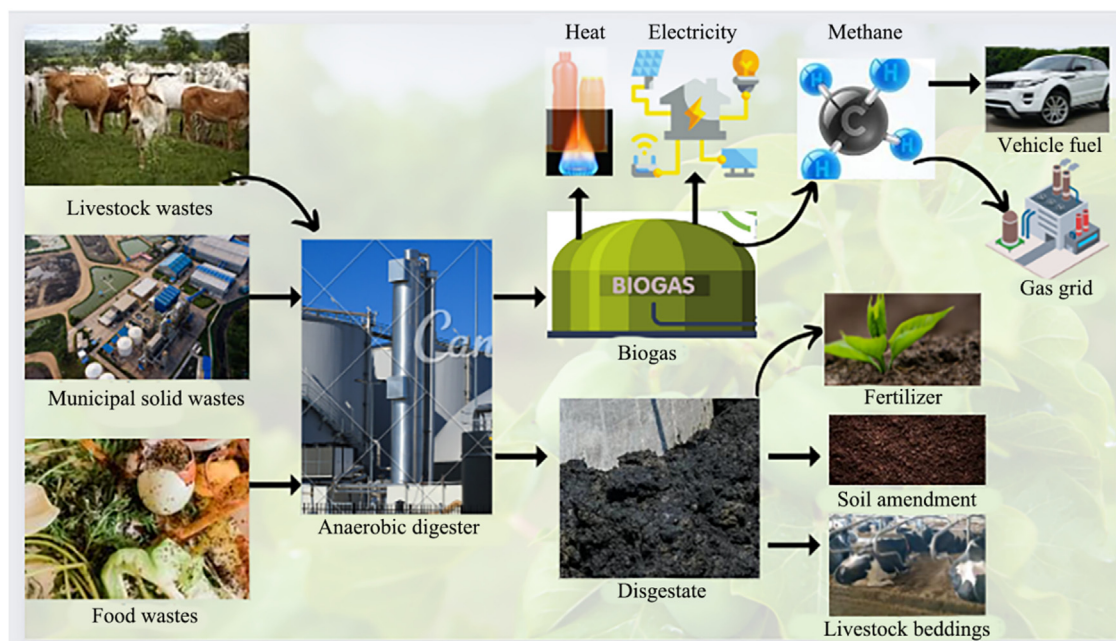 Heat
Electricity
Methane
H
H
C
H
H
Vehicle fuel
Livestock wastes
BIOGAS
Gas grid
Biogas
Municipal solid wastes
Can
Fertilizer
Soil amendment
Anaerobic digester
Disgestate
Food wastes
Livestock beddings